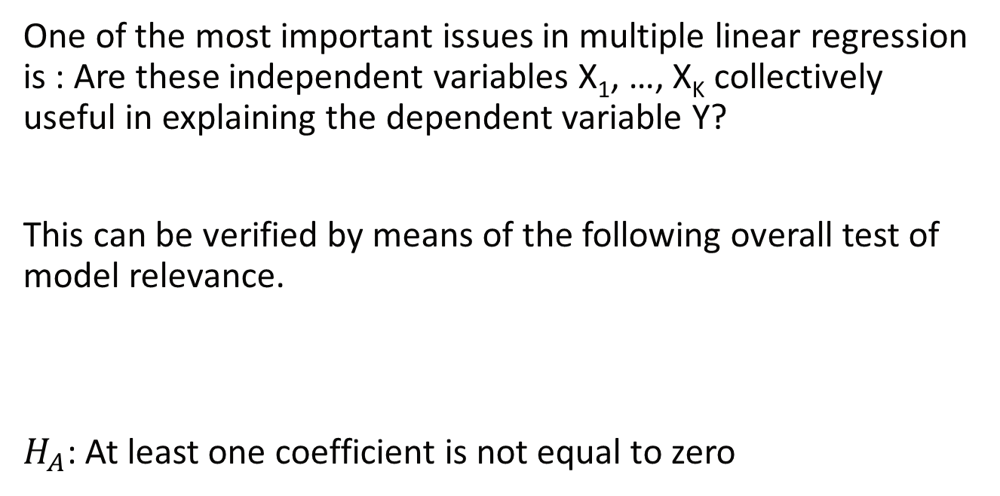 One of the most important issues in multiple linear regression
is : Are these independent variables X₁, …, Xₖ collectively
useful in explaining the dependent variable Y?
This can be verified by means of the following overall test of
model relevance.
H_A: At least one coefficient is not equal to zero